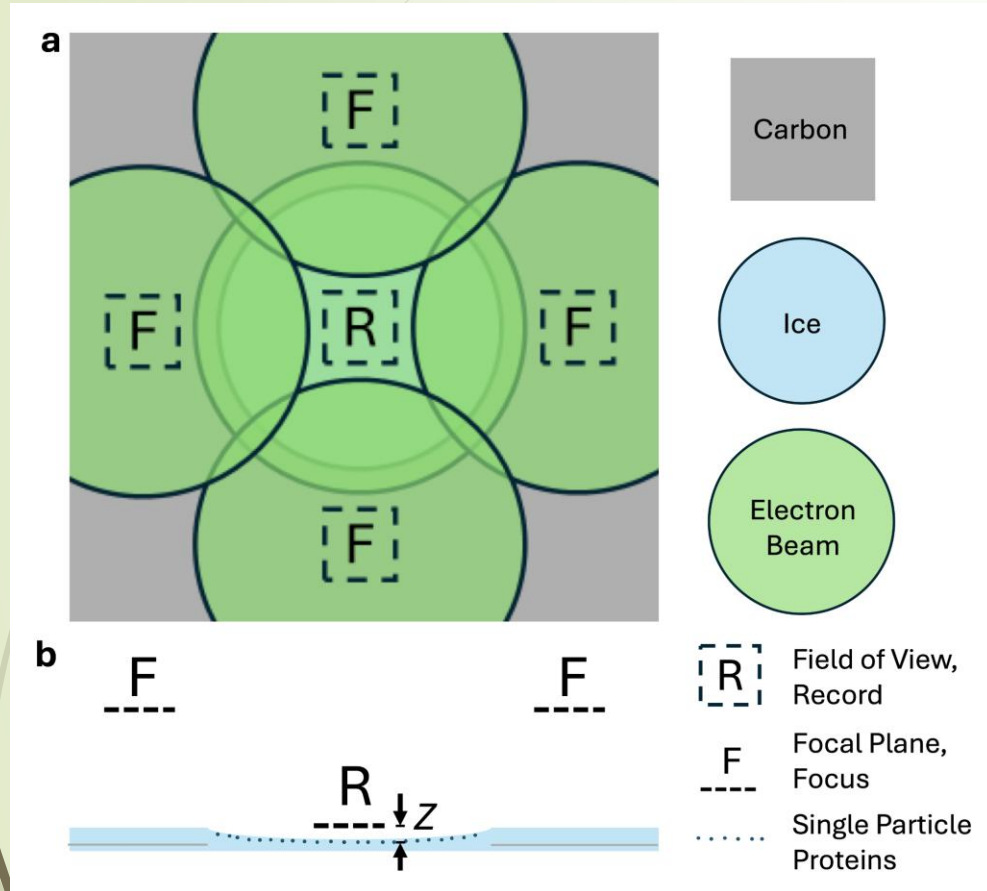 a
F
F
R
F
F
Carbon
Ice
Electron
Beam
b
F
F
R
z
R
Field of View,
Record
F
Focal Plane,
Focus
Single Particle
Proteins